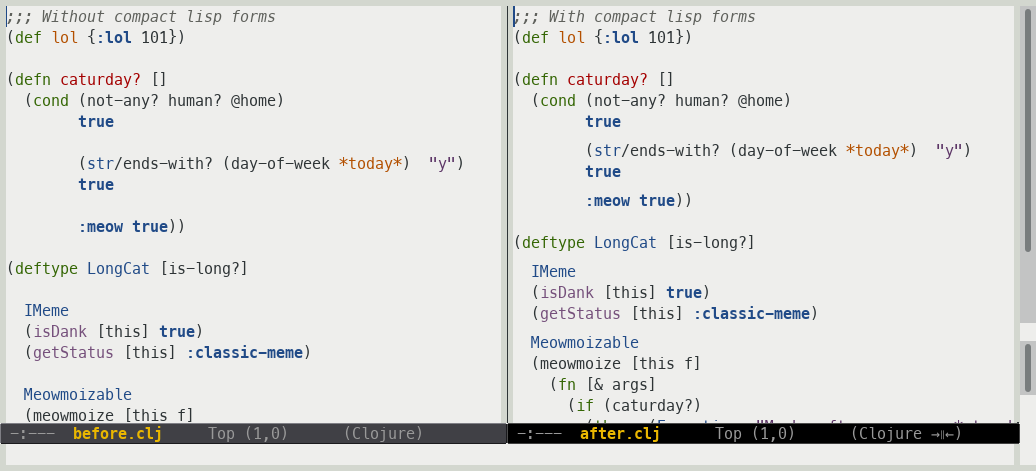 ;;; Without compact lisp forms
(def lol {:lol 101})
(defn caturday? []
(cond (not-any? human? @home)
true
(str/ends-with? (day-of-week *today*)  "y")
true
:meow true))
(deftype LongCat [is-long?]
IMeme
(isDank [this] true)
(getStatus [this] :classic-meme)
Meowmoizable
(meowmoize [this f]
-:---  before.clj     Top (1,0)      (Clojure)
;;; With compact lisp forms
(def lol {:lol 101})
(defn caturday? []
(cond (not-any? human? @home)
true
(str/ends-with? (day-of-week *today*)  "y")
true
:meow true))
(deftype LongCat [is-long?]
IMeme
(isDank [this] true)
(getStatus [this] :classic-meme)
Meowmoizable
(meowmoize [this f]
(fn [& args]
(if (caturday?)
-:---  after.clj      Top (1,0)      (Clojure →‖←)